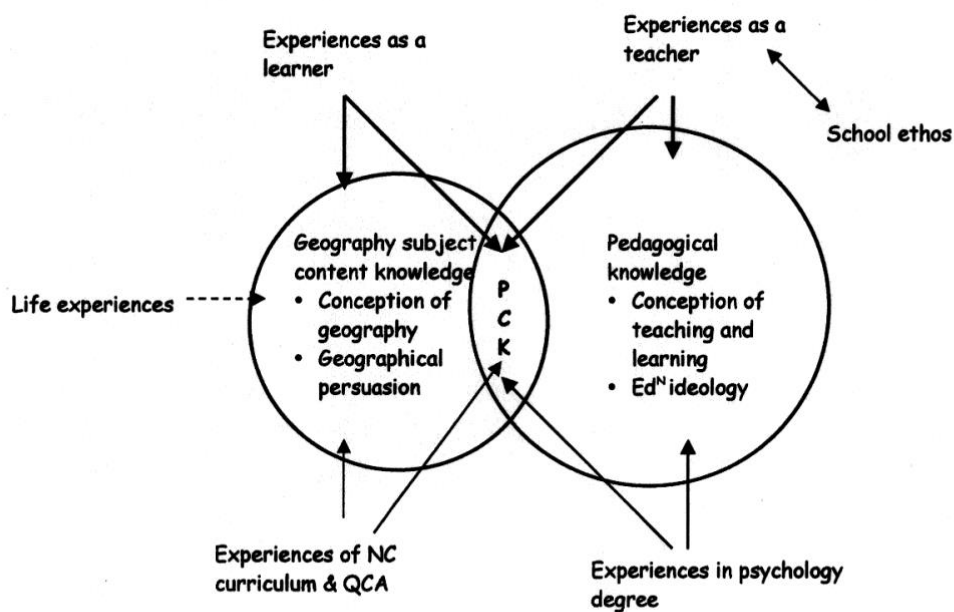 Experiences as a
learner
Experiences as a
teacher
School ethos
Geography subject
content knowledge
• Conception of
geography
• Geographical
persuasion
P
C
K
Pedagogical
knowledge
• Conception of
teaching and
learning
• Edᴺ ideology
Life experiences
Experiences of NC
curriculum & QCA
Experiences in psychology
degree